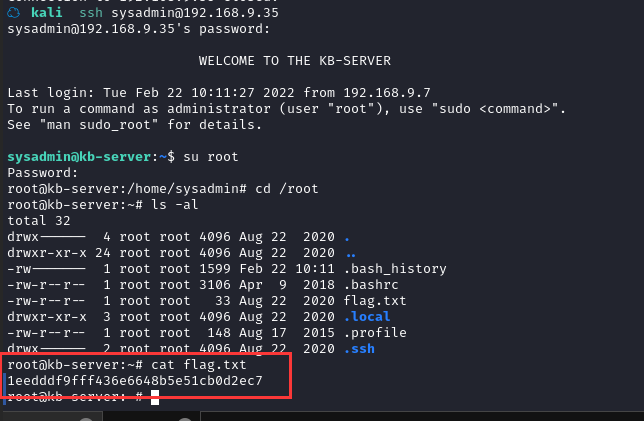 kali ssh sysadmin@192.168.9.35
sysadmin@192.168.9.35's password:
WELCOME TO THE KB-SERVER
Last login: Tue Feb 22 10:11:27 2022 from 192.168.9.7
To run a command as administrator (user "root"), use "sudo <command>".
See "man sudo_root" for details.
sysadmin@kb-server:~$ su root
Password:
root@kb-server:/home/sysadmin# cd /root
root@kb-server:~# ls -al
total 32
drwx------  4 root root 4096 Aug 22  2020 .
drwxr-xr-x 24 root root 4096 Aug 22  2020 ..
-rw-------  1 root root 1599 Feb 22 10:11 .bash_history
-rw-r--r--  1 root root 3106 Apr  9  2018 .bashrc
-rw-r--r--  1 root root   33 Aug 22  2020 flag.txt
drwxr-xr-x  3 root root 4096 Aug 22  2020 .local
-rw-r--r--  1 root root  148 Aug 17  2015 .profile
drwx------  2 root root 4096 Aug 22  2020 .ssh
root@kb-server:~# cat flag.txt
1eedddf9fff436e6648b5e51cb0d2ec7
root@kb-server:~#